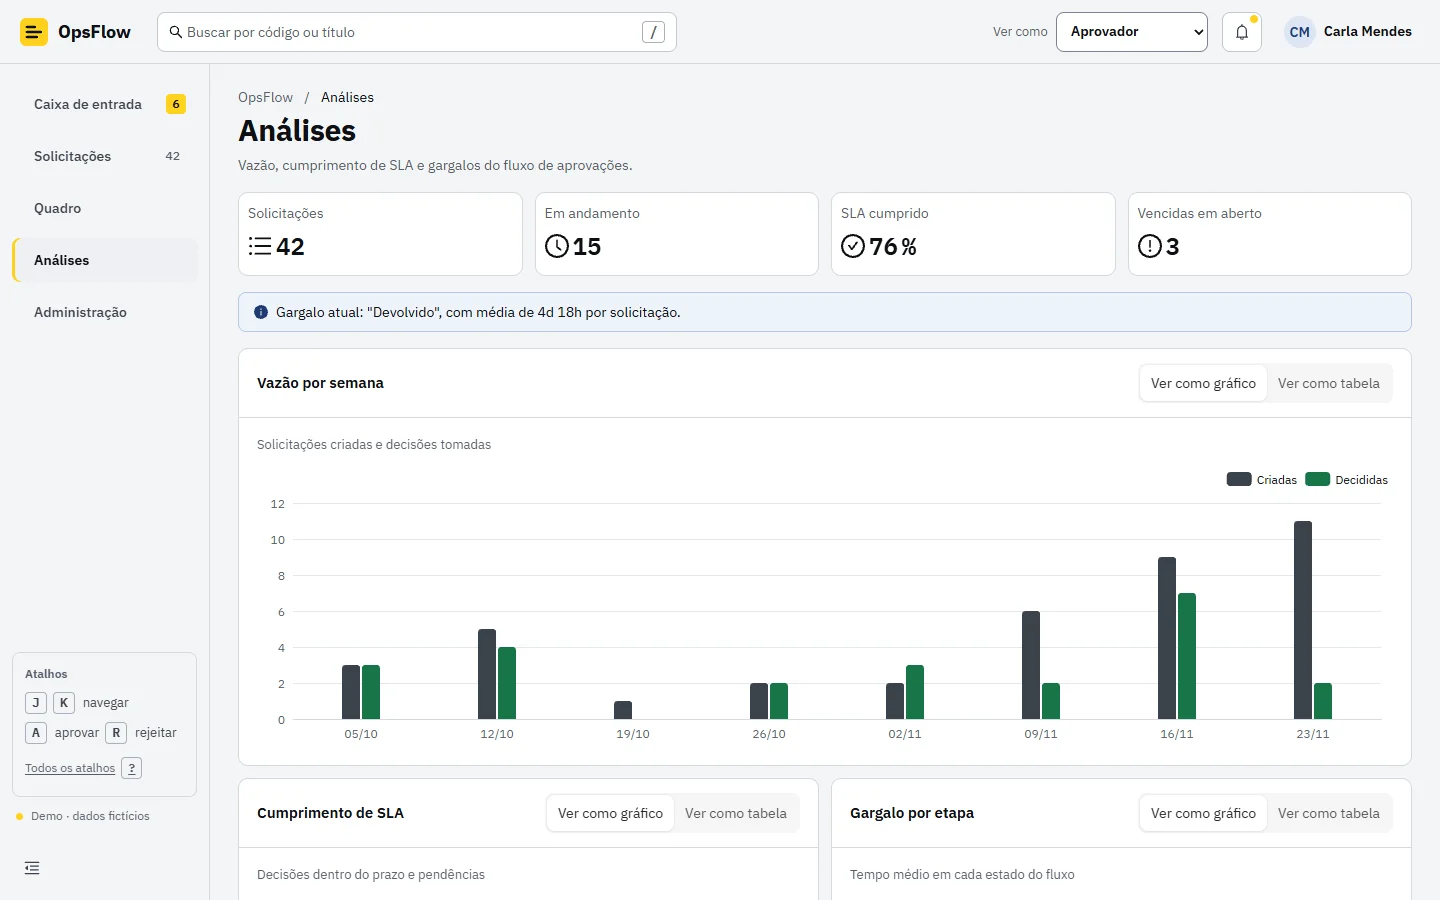 OpsFlow
Buscar por código ou título
/
Ver como
Aprovador
CM
Carla Mendes
Caixa de entrada 6
Solicitações 42
Quadro
Análises
Administração
Atalhos
J K navegar
A aprovar R rejeitar
Todos os atalhos ?
Demo · dados fictícios
OpsFlow / Análises
Análises
Vazão, cumprimento de SLA e gargalos do fluxo de aprovações.
Solicitações
42
Em andamento
15
SLA cumprido
76 %
Vencidas em aberto
3
Gargalo atual: "Devolvido", com média de 4d 18h por solicitação.
Vazão por semana
Ver como gráfico Ver como tabela
Solicitações criadas e decisões tomadas
Criadas Decididas
12
10
8
6
4
2
0
05/10 12/10 19/10 26/10 02/11 09/11 16/11 23/11
Cumprimento de SLA
Ver como gráfico Ver como tabela
Decisões dentro do prazo e pendências
Gargalo por etapa
Ver como gráfico Ver como tabela
Tempo médio em cada estado do fluxo